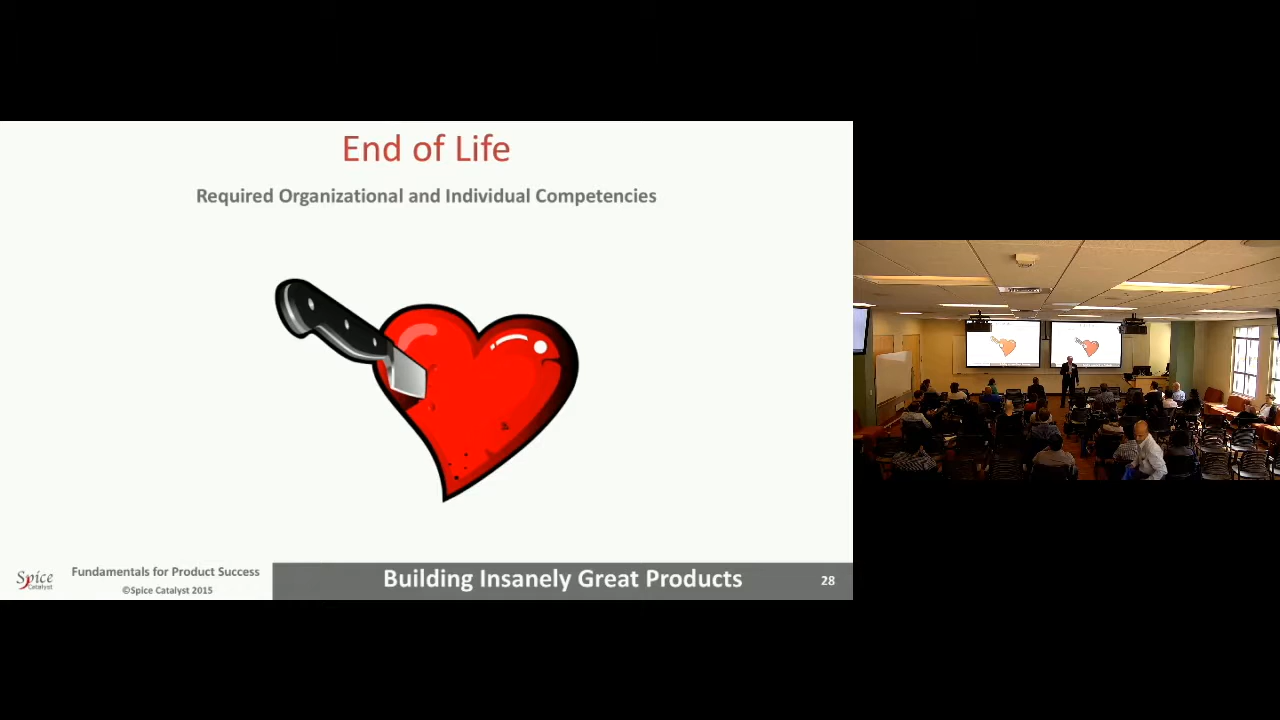 End of Life
Required Organizational and Individual Competencies
Spice
Catalyst
Fundamentals for Product Success
©Spice Catalyst 2015
Building Insanely Great Products
28